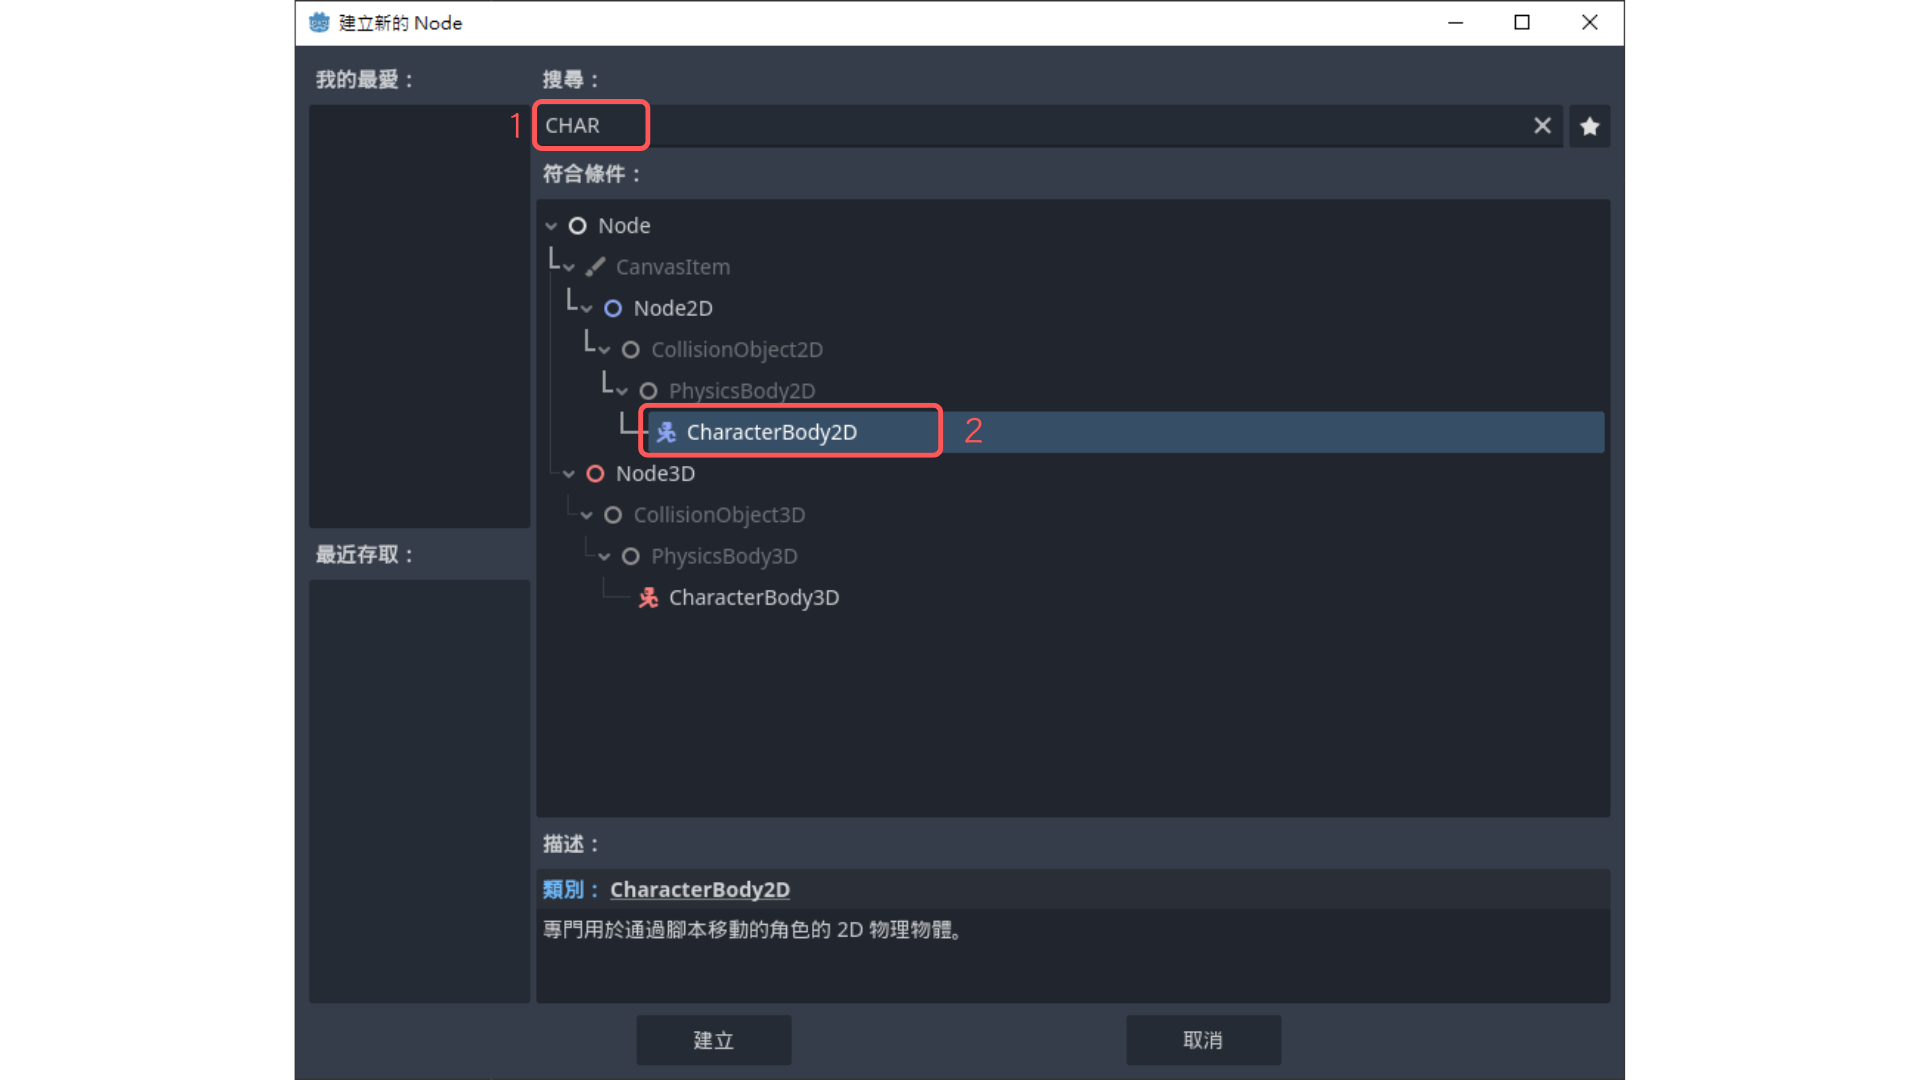 建立新的 Node
我的最愛：
搜尋：
1
CHAR
符合條件：
Node
CanvasItem
Node2D
CollisionObject2D
PhysicsBody2D
CharacterBody2D
2
Node3D
CollisionObject3D
PhysicsBody3D
CharacterBody3D
最近存取：
描述：
類別： CharacterBody2D
專門用於通過腳本移動的角色的 2D 物理物體。
建立
取消